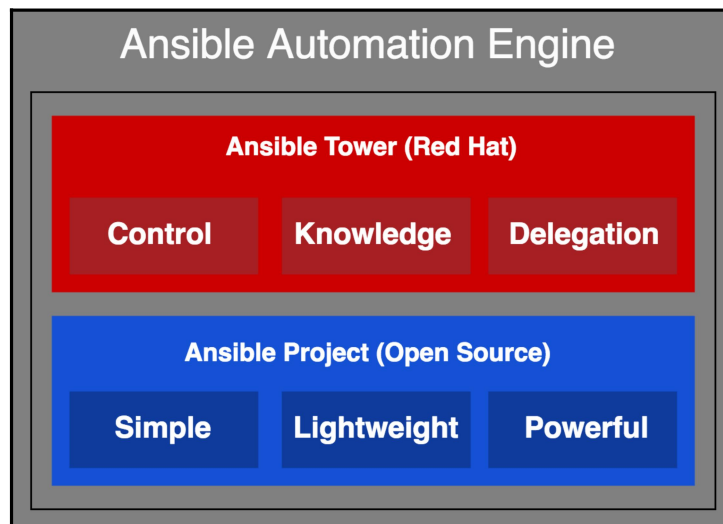 Ansible Automation Engine
Ansible Tower (Red Hat)
Control Knowledge Delegation
Ansible Project (Open Source)
Simple Lightweight Powerful